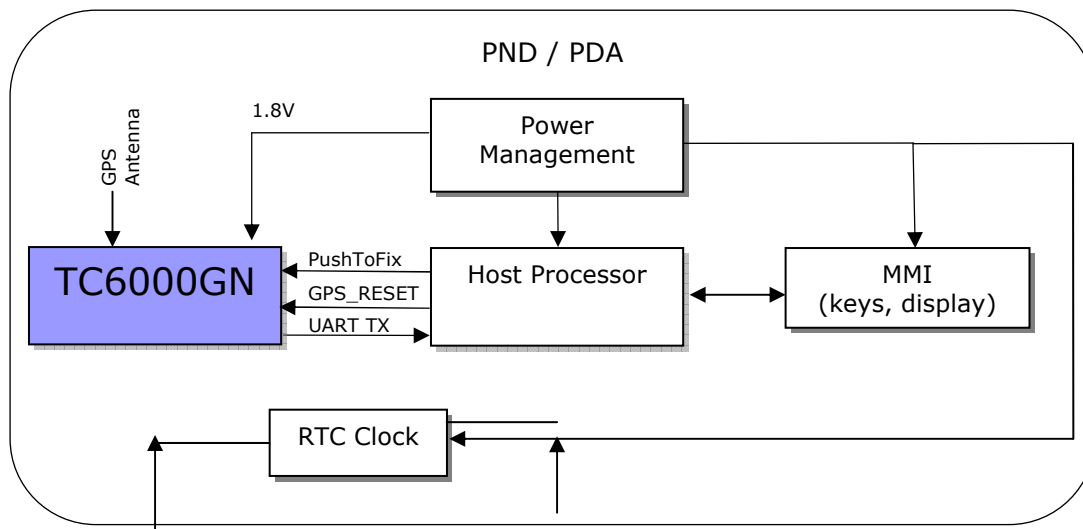 PND / PDA
1.8V
Power
Management
GPS
Antenna
TC6000GN
PushToFix
GPS_RESET
UART TX
Host Processor
MMI
(keys, display)
RTC Clock